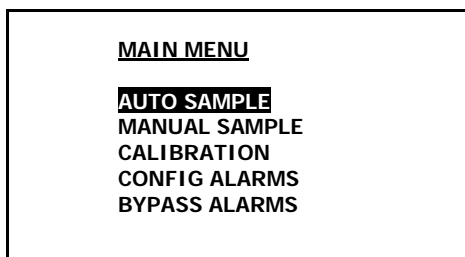 MAIN MENU
AUTO SAMPLE
MANUAL SAMPLE
CALIBRATION
CONFIG ALARMS
BYPASS ALARMS